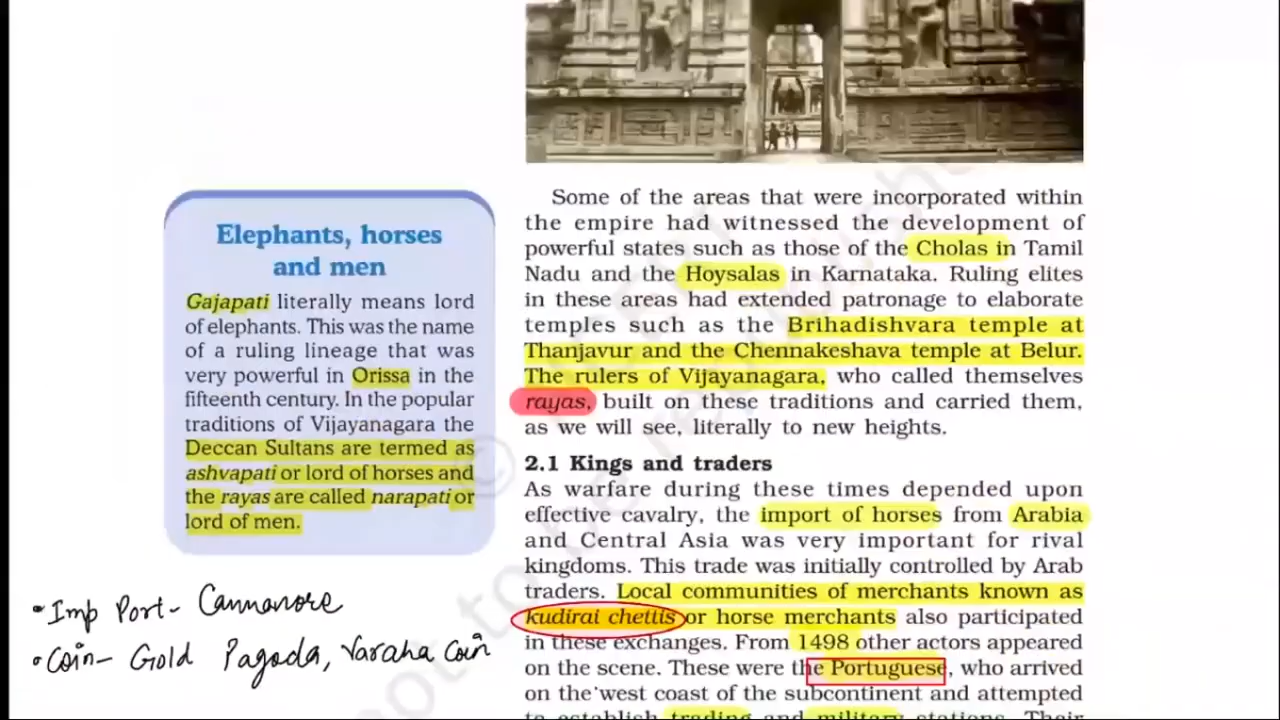 Elephants, horses
and men
Gajapati literally means lord
of elephants. This was the name
of a ruling lineage that was
very powerful in Orissa in the
fifteenth century. In the popular
traditions of Vijayanagara the
Deccan Sultans are termed as
ashvapati or lord of horses and
the rayas are called narapati or
lord of men.
• Imp Port- Cannanore
• Coin- Gold Pagoda, Varaha Coin
Some of the areas that were incorporated within
the empire had witnessed the development of
powerful states such as those of the Cholas in Tamil
Nadu and the Hoysalas in Karnataka. Ruling elites
in these areas had extended patronage to elaborate
temples such as the Brihadishvara temple at
Thanjavur and the Chennakeshava temple at Belur.
The rulers of Vijayanagara, who called themselves
rayas, built on these traditions and carried them,
as we will see, literally to new heights.
2.1 Kings and traders
As warfare during these times depended upon
effective cavalry, the import of horses from Arabia
and Central Asia was very important for rival
kingdoms. This trade was initially controlled by Arab
traders. Local communities of merchants known as
kudirai chettis or horse merchants also participated
in these exchanges. From 1498 other actors appeared
on the scene. These were the Portuguese, who arrived
on the west coast of the subcontinent and attempted
to establish trading and military stations. Their